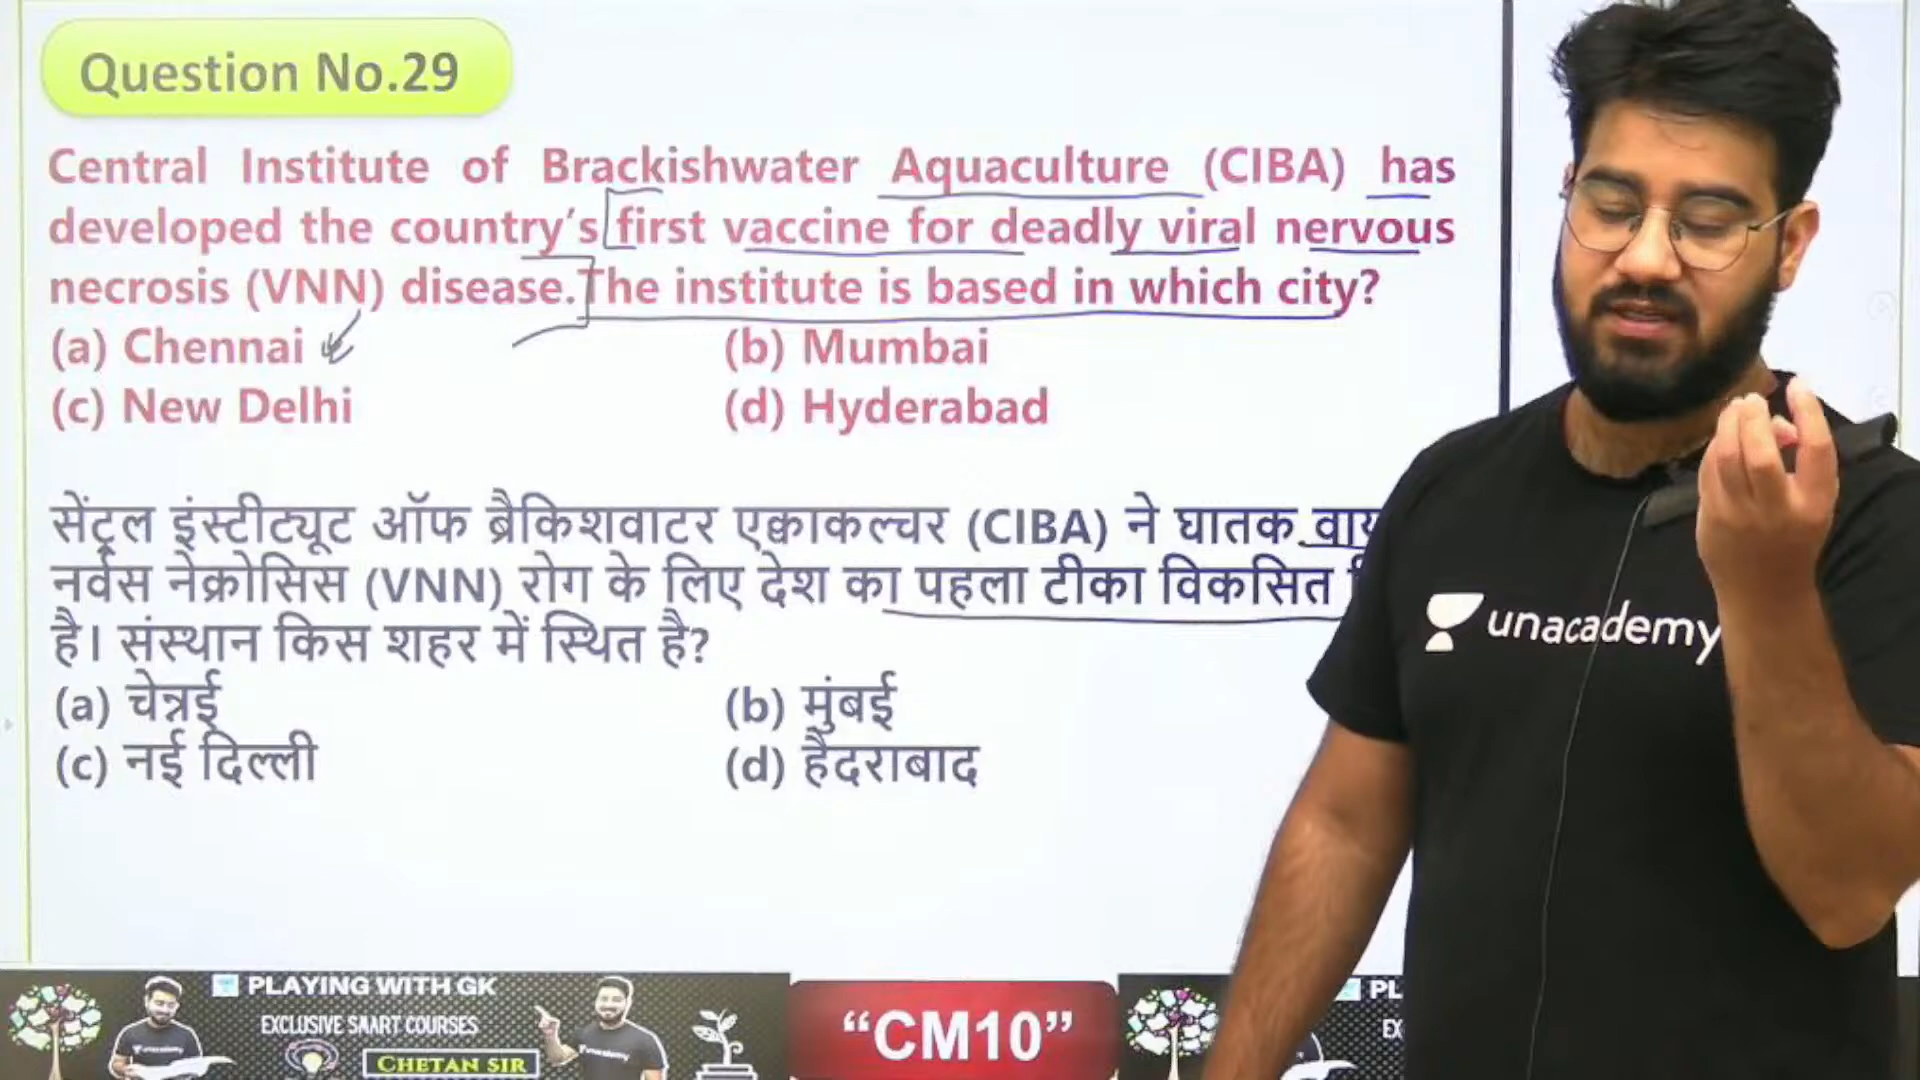 Question No.29
Central Institute of Brackishwater Aquaculture (CIBA) has
developed the country's first vaccine for deadly viral nervous
necrosis (VNN) disease. The institute is based in which city?
(a) Chennai
(b) Mumbai
(c) New Delhi
(d) Hyderabad
सेंट्रल इंस्टीट्यूट ऑफ ब्रैकिशवाटर एक्वाकल्चर (CIBA) ने घातक
नर्वस नेक्रोसिस (VNN) रोग के लिए देश का पहला टीका विकसित
है। संस्थान किस शहर में स्थित है?
(a) चेन्नई
(b) मुंबई
(c) नई दिल्ली
(d) हैदराबाद
unacademy
PLAYING WITH GK
EXCLUSIVE SMART COURSES
CHETAN SIR
"CM10"